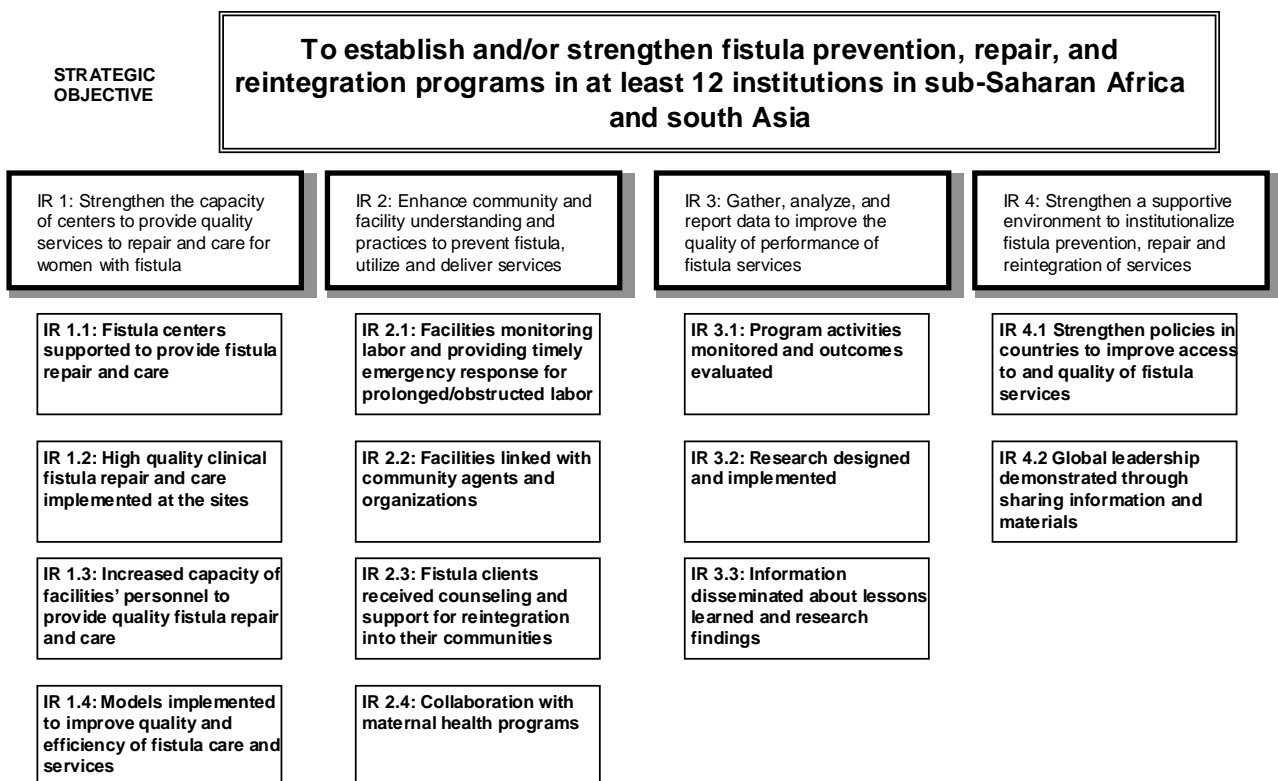 STRATEGIC
OBJECTIVE
To establish and/or strengthen fistula prevention, repair, and
reintegration programs in at least 12 institutions in sub-Saharan Africa
and south Asia
IR 1: Strengthen the capacity
of centers to provide quality
services to repair and care for
women with fistula
IR 2: Enhance community and
facility understanding and
practices to prevent fistula,
utilize and deliver services
IR 3: Gather, analyze, and
report data to improve the
quality of performance of
fistula services
IR 4: Strengthen a supportive
environment to institutionalize
fistula prevention, repair and
reintegration of services
IR 1.1: Fistula centers
supported to provide fistula
repair and care
IR 2.1: Facilities monitoring
labor and providing timely
emergency response for
prolonged/obstructed labor
IR 3.1: Program activities
monitored and outcomes
evaluated
IR 4.1 Strengthen policies in
countries to improve access
to and quality of fistula
services
IR 1.2: High quality clinical
fistula repair and care
implemented at the sites
IR 2.2: Facilities linked with
community agents and
organizations
IR 3.2: Research designed
and implemented
IR 4.2 Global leadership
demonstrated through
sharing information and
materials
IR 1.3: Increased capacity of
facilities’ personnel to
provide quality fistula repair
and care
IR 2.3: Fistula clients
received counseling and
support for reintegration
into their communities
IR 3.3: Information
disseminated about lessons
learned and research
findings
IR 1.4: Models implemented
to improve quality and
efficiency of fistula care and
services
IR 2.4: Collaboration with
maternal health programs